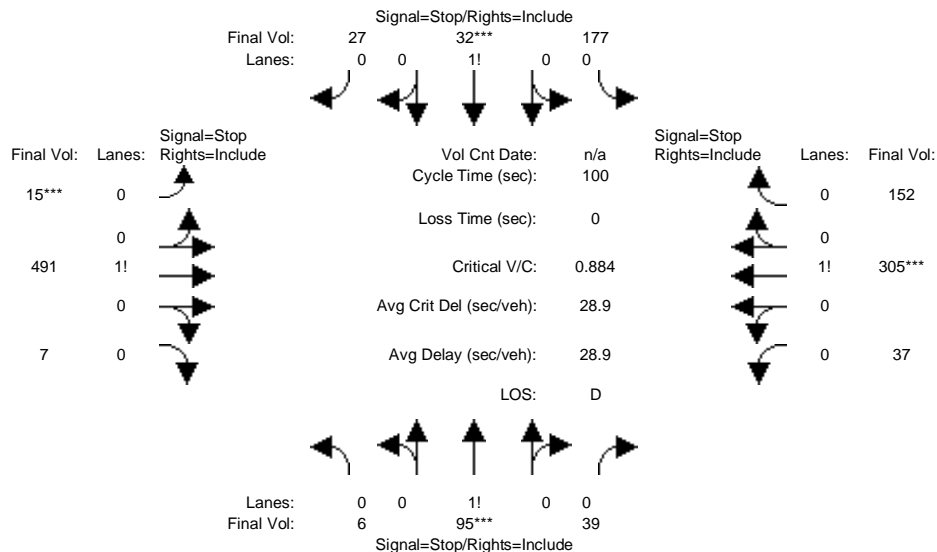 Signal=Stop/Rights=Include
Final Vol: 27 32*** 177
Lanes: 0 0 1! 0 0
Signal=Stop
Final Vol: Lanes: Rights=Include
Vol Cnt Date: n/a
Signal=Stop
Rights=Include Lanes: Final Vol:
Cycle Time (sec): 100
15*** 0
0 152
Loss Time (sec): 0
0
0
491 1!
Critical V/C: 0.884
1! 305***
0
Avg Crit Del (sec/veh): 28.9
0
7 0
Avg Delay (sec/veh): 28.9
0 37
LOS: D
Lanes: 0 0 1! 0 0
Final Vol: 6 95*** 39
Signal=Stop/Rights=Include